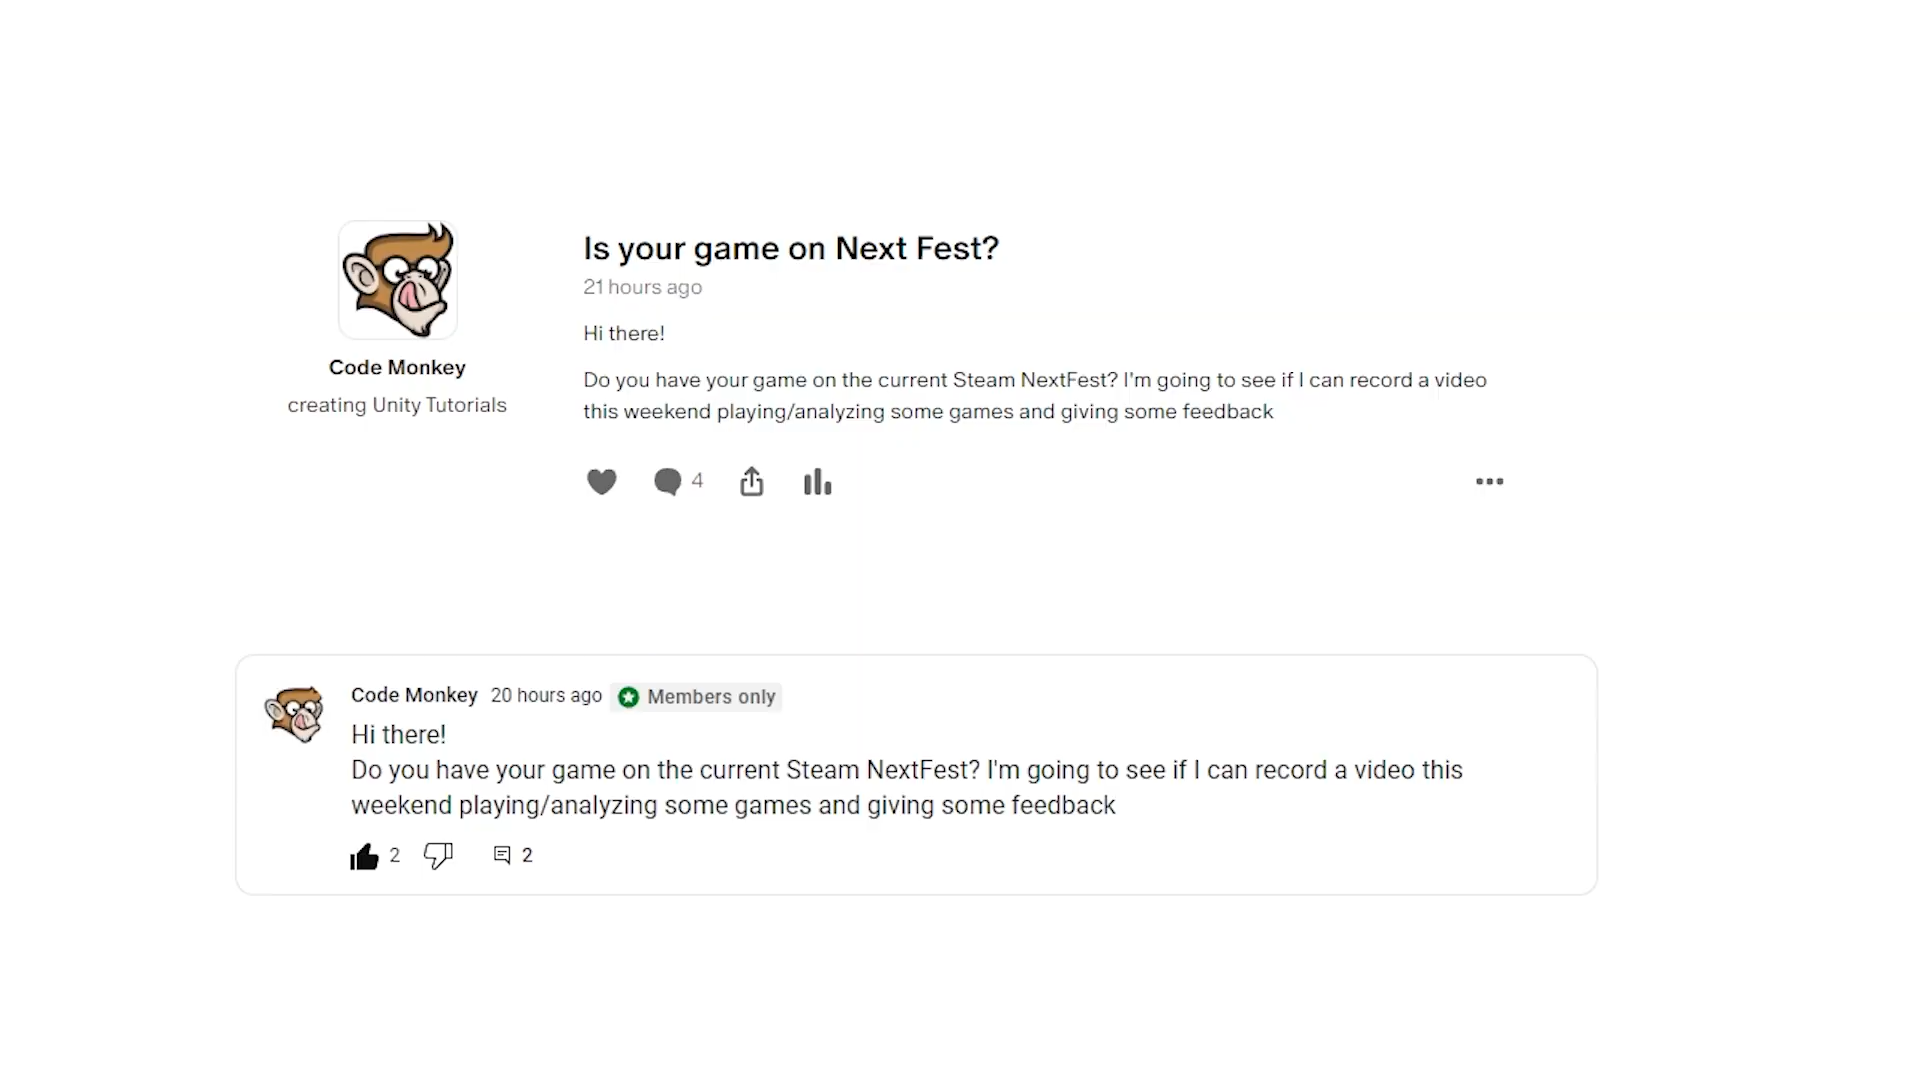 Is your game on Next Fest?
21 hours ago
Hi there!
Do you have your game on the current Steam NextFest? I'm going to see if I can record a video
this weekend playing/analyzing some games and giving some feedback
4
Code Monkey
creating Unity Tutorials
Code Monkey 20 hours ago Members only
Hi there!
Do you have your game on the current Steam NextFest? I'm going to see if I can record a video this
weekend playing/analyzing some games and giving some feedback
2 2